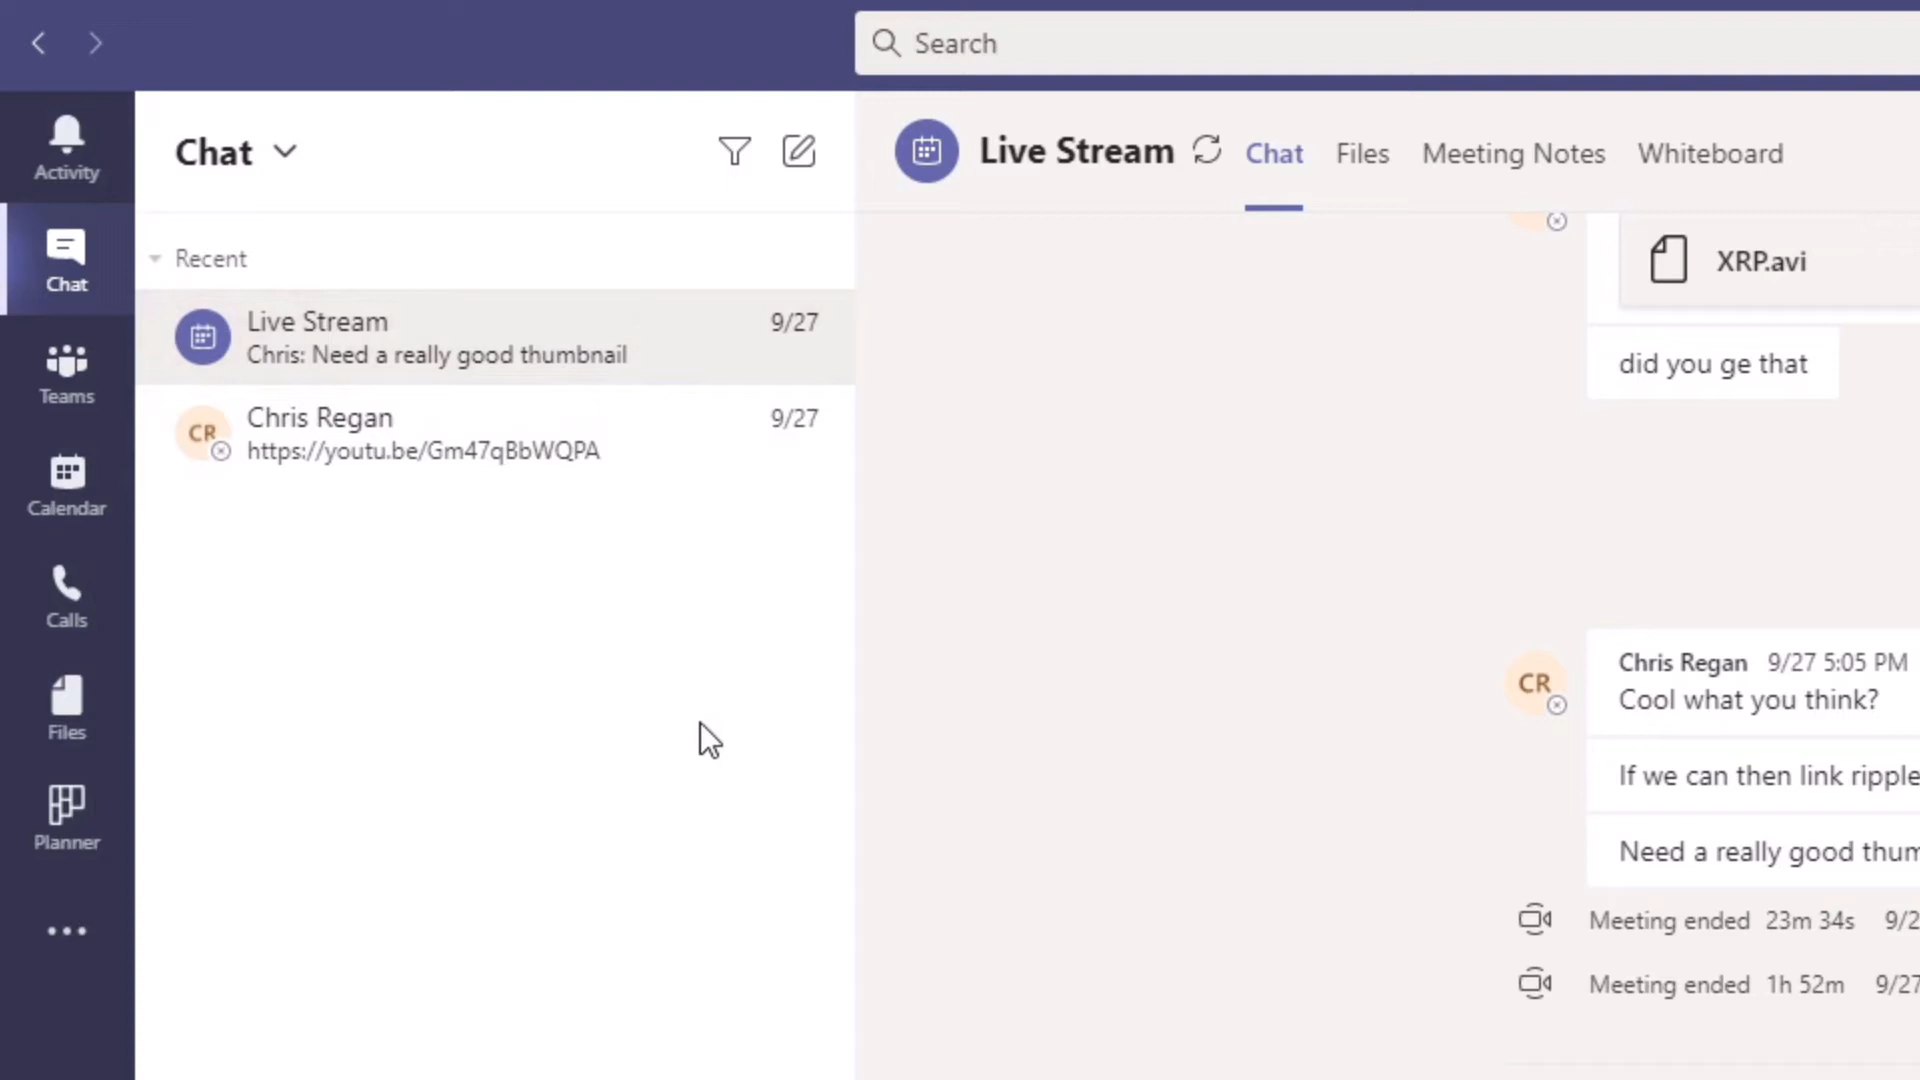 Search
Activity
Chat
Teams
Calendar
Calls
Files
Planner
Chat
Recent
Live Stream 9/27
Chris: Need a really good thumbnail
CR Chris Regan 9/27
https://youtu.be/Gm47qBbWQPA
Live Stream Chat Files Meeting Notes Whiteboard
XRP.avi
did you ge that
CR Chris Regan 9/27 5:05 PM
Cool what you think?
If we can then link ripple
Need a really good thum
Meeting ended 23m 34s 9/2
Meeting ended 1h 52m 9/27